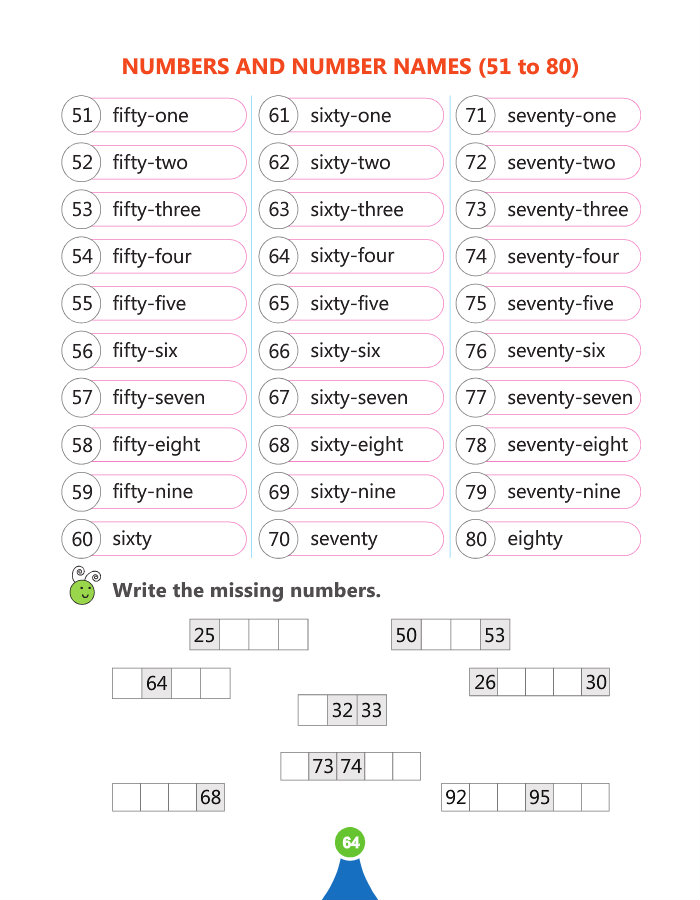 NUMBERS AND NUMBER NAMES (51 to 80)
51 fifty-one 61 sixty-one 71 seventy-one
52 fifty-two 62 sixty-two 72 seventy-two
53 fifty-three 63 sixty-three 73 seventy-three
54 fifty-four 64 sixty-four 74 seventy-four
55 fifty-five 65 sixty-five 75 seventy-five
56 fifty-six 66 sixty-six 76 seventy-six
57 fifty-seven 67 sixty-seven 77 seventy-seven
58 fifty-eight 68 sixty-eight 78 seventy-eight
59 fifty-nine 69 sixty-nine 79 seventy-nine
60 sixty 70 seventy 80 eighty
Write the missing numbers.
25 50 53
64 26 30
32 33
73 74
68 92 95
64